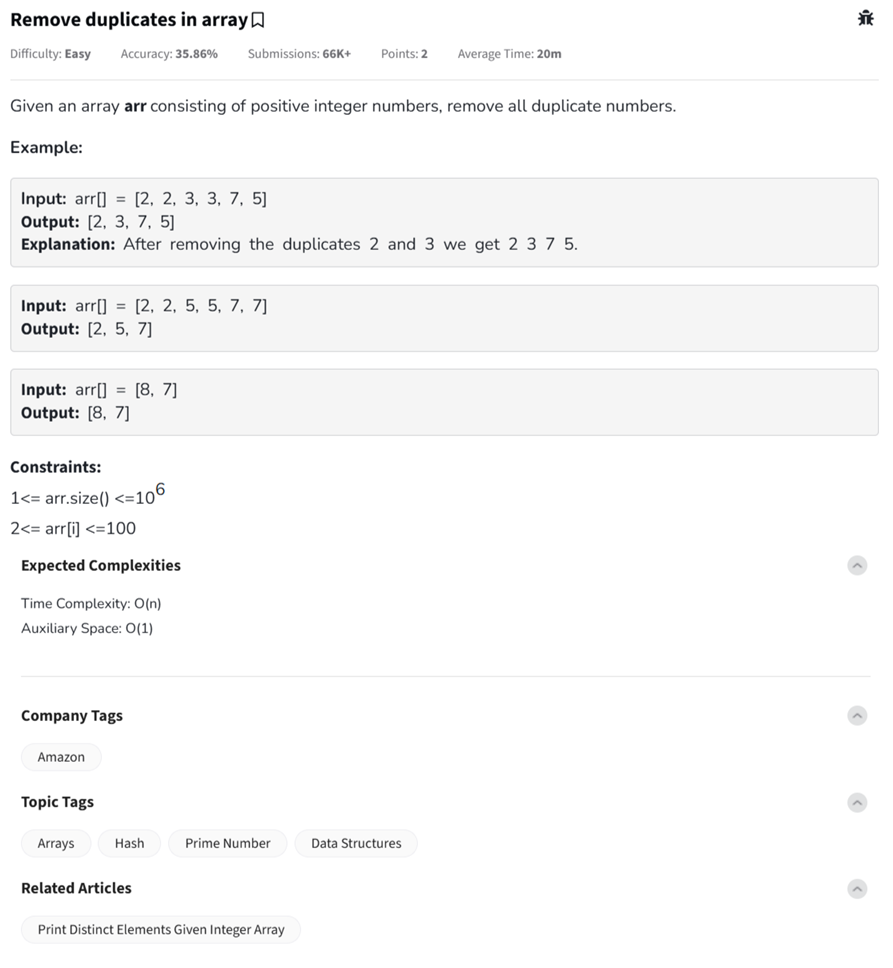 Remove duplicates in array
Difficulty: Easy Accuracy: 35.86% Submissions: 66K+ Points: 2 Average Time: 20m
Given an array arr consisting of positive integer numbers, remove all duplicate numbers.
Example:
Input: arr[] = [2, 2, 3, 3, 7, 5]
Output: [2, 3, 7, 5]
Explanation: After removing the duplicates 2 and 3 we get 2 3 7 5.
Input: arr[] = [2, 2, 5, 5, 7, 7]
Output: [2, 5, 7]
Input: arr[] = [8, 7]
Output: [8, 7]
Constraints:
1<= arr.size() <=10⁶
2<= arr[i] <=100
Expected Complexities
Time Complexity: O(n)
Auxiliary Space: O(1)
Company Tags
Amazon
Topic Tags
Arrays Hash Prime Number Data Structures
Related Articles
Print Distinct Elements Given Integer Array